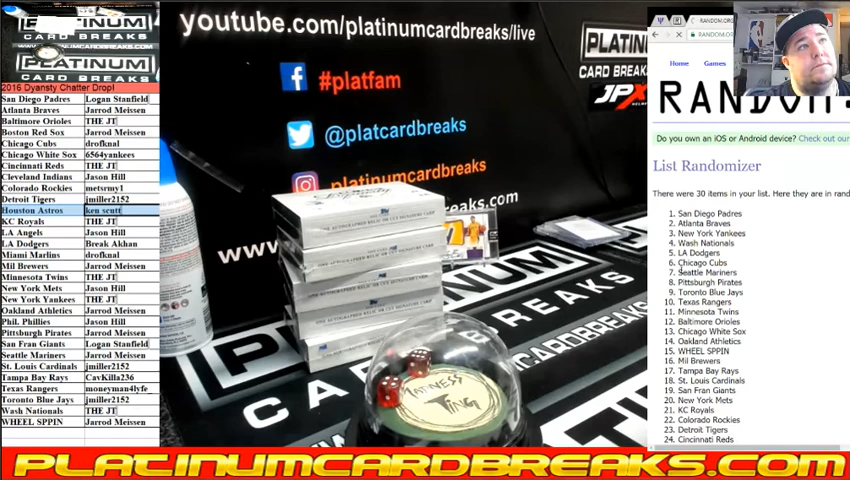 youtube.com/platinumcardbreaks/live
#platfam
@platcardbreaks
platinumcardbreaks
PLATINUM
2016 Dyansty Chatter Drop!
San Diego Padres Logan Stanfield
Atlanta Braves Jarrod Meissen
Baltimore Orioles THE JT
Boston Red Sox Jarrod Meissen
Chicago Cubs drofknal
Chicago White Sox 6564yankees
Cincinnati Reds THE JT
Cleveland Indians Jason Hill
Colorado Rockies metsrmy1
Detroit Tigers jmiller2152
Houston Astros ken scutt
KC Royals THE JT
LA Angels Jason Hill
LA Dodgers Break Akhan
Miami Marlins drofknal
Mil Brewers Jarrod Meissen
Minnesota Twins THE JT
New York Mets Jason Hill
New York Yankees THE JT
Oakland Athletics Jarrod Meissen
Phil. Phillies Jason Hill
Pittsburgh Pirates Jarrod Meissen
San Fran Giants Logan Stanfield
Seattle Mariners Jarrod Meissen
St. Louis Cardinals jmiller2152
Tampa Bay Rays CavKilla236
Texas Rangers moneyman4lyfe
Toronto Blue Jays jmiller2152
Wash Nationals THE JT
WHEEL SPPIN Jarrod Meissen
PLATINUM
CARD BREAKS
JPX
MADNESS
TING
Home Games
RANDOM
Do you own an iOS or Android device? Check out our
List Randomizer
There were 30 items in your list. Here they are in rand
1. San Diego Padres
2. Atlanta Braves
3. New York Yankees
4. Wash Nationals
5. LA Dodgers
6. Chicago Cubs
7. Seattle Mariners
8. Pittsburgh Pirates
9. Toronto Blue Jays
10. Texas Rangers
11. Minnesota Twins
12. Baltimore Orioles
13. Chicago White Sox
14. Oakland Athletics
15. WHEEL SPPIN
16. Mil Brewers
17. Tampa Bay Rays
18. St. Louis Cardinals
19. San Fran Giants
20. New York Mets
21. KC Royals
22. Colorado Rockies
23. Detroit Tigers
24. Cincinnati Reds
PLATINUMCARDBREAKS.COM